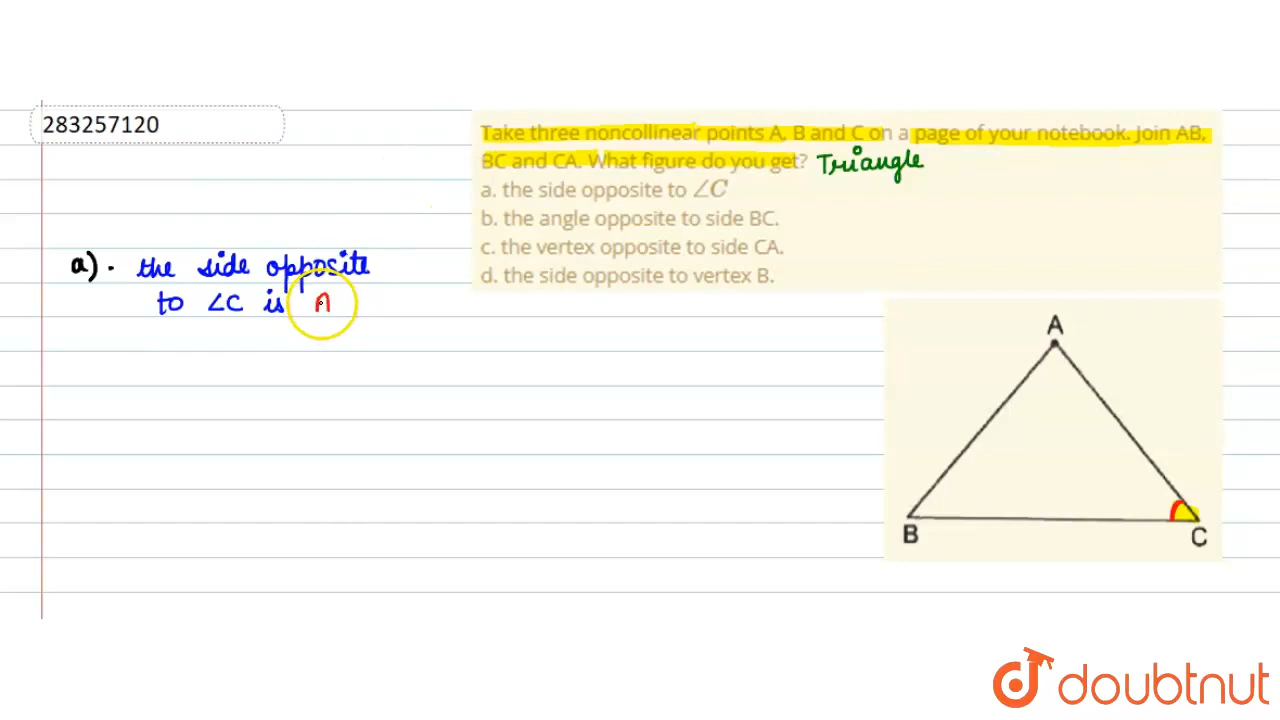 283257120
Take three noncollinear points A, B and C on a page of your notebook. Join AB,
BC and CA. What figure do you get? Triangle
a. the side opposite to ∠C
b. the angle opposite to side BC.
c. the vertex opposite to side CA.
d. the side opposite to vertex B.
a). the side opposite
to ∠C is A
A
B
C
doubtnut